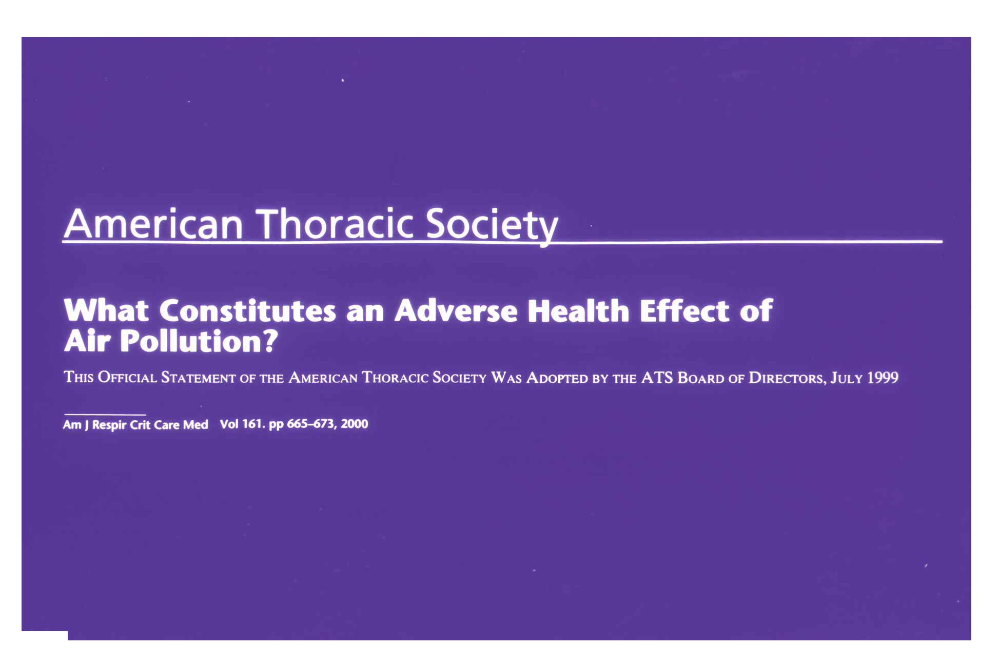 American Thoracic Society
What Constitutes an Adverse Health Effect of
Air Pollution?
THIS OFFICIAL STATEMENT OF THE AMERICAN THORACIC SOCIETY WAS ADOPTED BY THE ATS BOARD OF DIRECTORS, JULY 1999
Am J Respir Crit Care Med Vol 161. pp 665–673, 2000